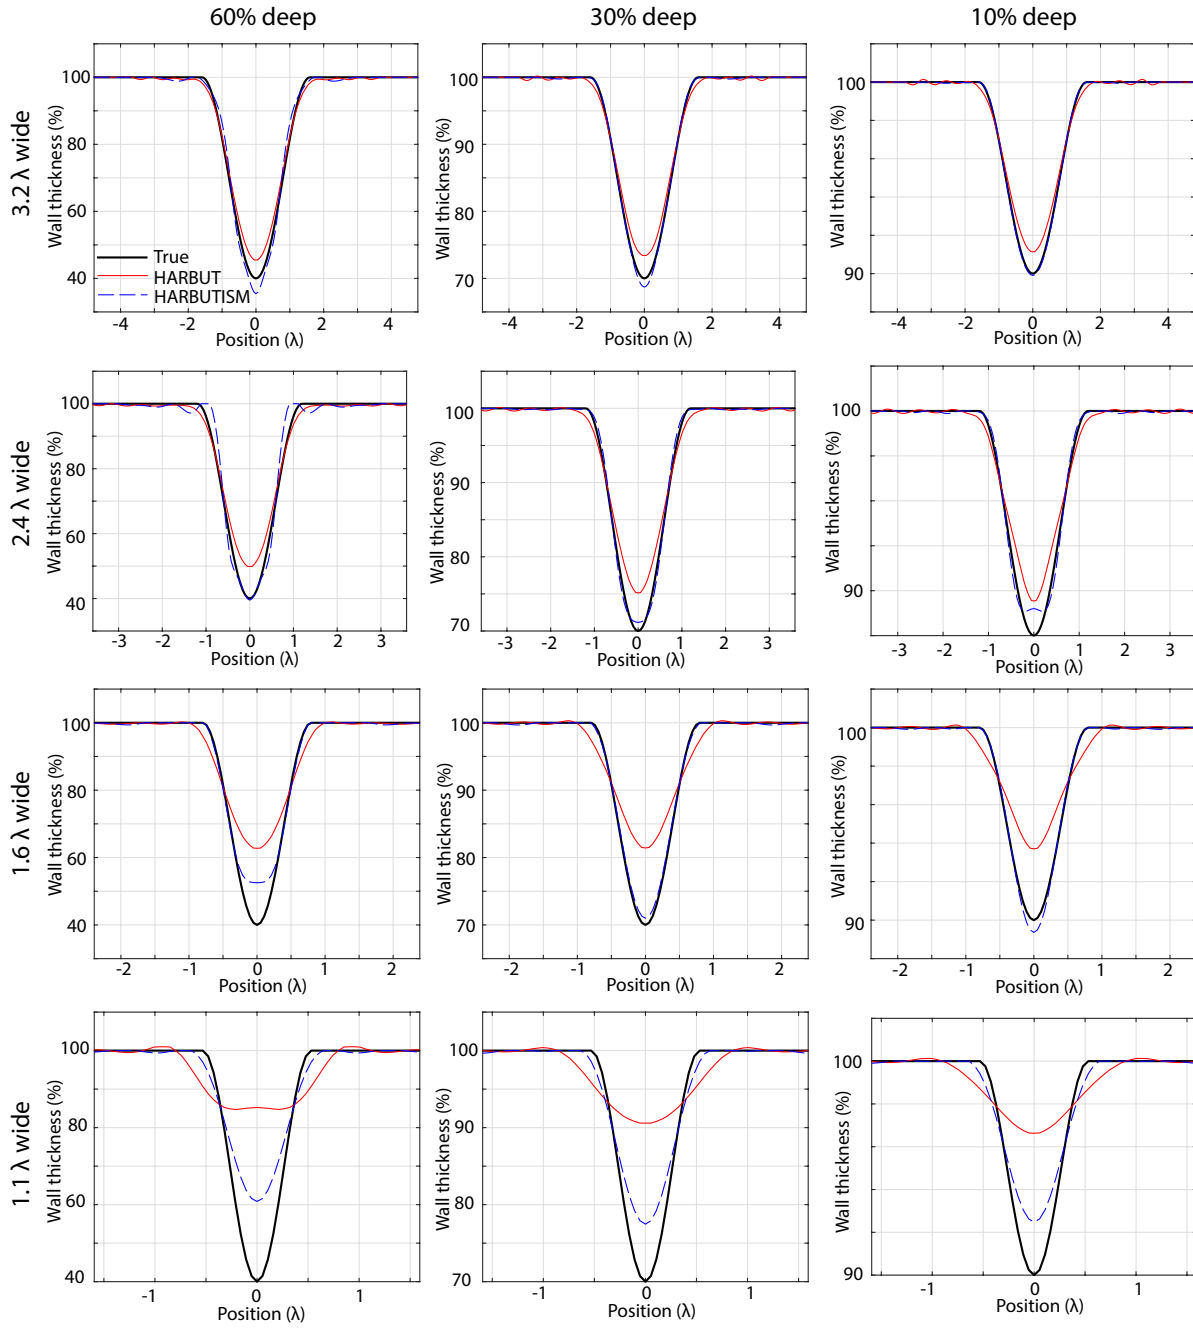 60% deep 30% deep 10% deep
3.2 λ wide
Wall thickness (%)
100
80
60
40
True
HARBUT
HARBUTISM
-4 -2 0 2 4
Position (λ)
Wall thickness (%)
100
90
80
70
-4 -2 0 2 4
Position (λ)
Wall thickness (%)
100
90
-4 -2 0 2 4
Position (λ)
2.4 λ wide
Wall thickness (%)
100
80
60
40
-3 -2 -1 0 1 2 3
Position (λ)
Wall thickness (%)
100
90
80
70
-3 -2 -1 0 1 2 3
Position (λ)
Wall thickness (%)
100
90
-3 -2 -1 0 1 2 3
Position (λ)
1.6 λ wide
Wall thickness (%)
100
80
60
40
-2 -1 0 1 2
Position (λ)
Wall thickness (%)
100
90
80
70
-2 -1 0 1 2
Position (λ)
Wall thickness (%)
100
90
-2 -1 0 1 2
Position (λ)
1.1 λ wide
Wall thickness (%)
100
80
60
40
-1 0 1
Position (λ)
Wall thickness (%)
100
90
80
70
-1 0 1
Position (λ)
Wall thickness (%)
100
90
-1 0 1
Position (λ)